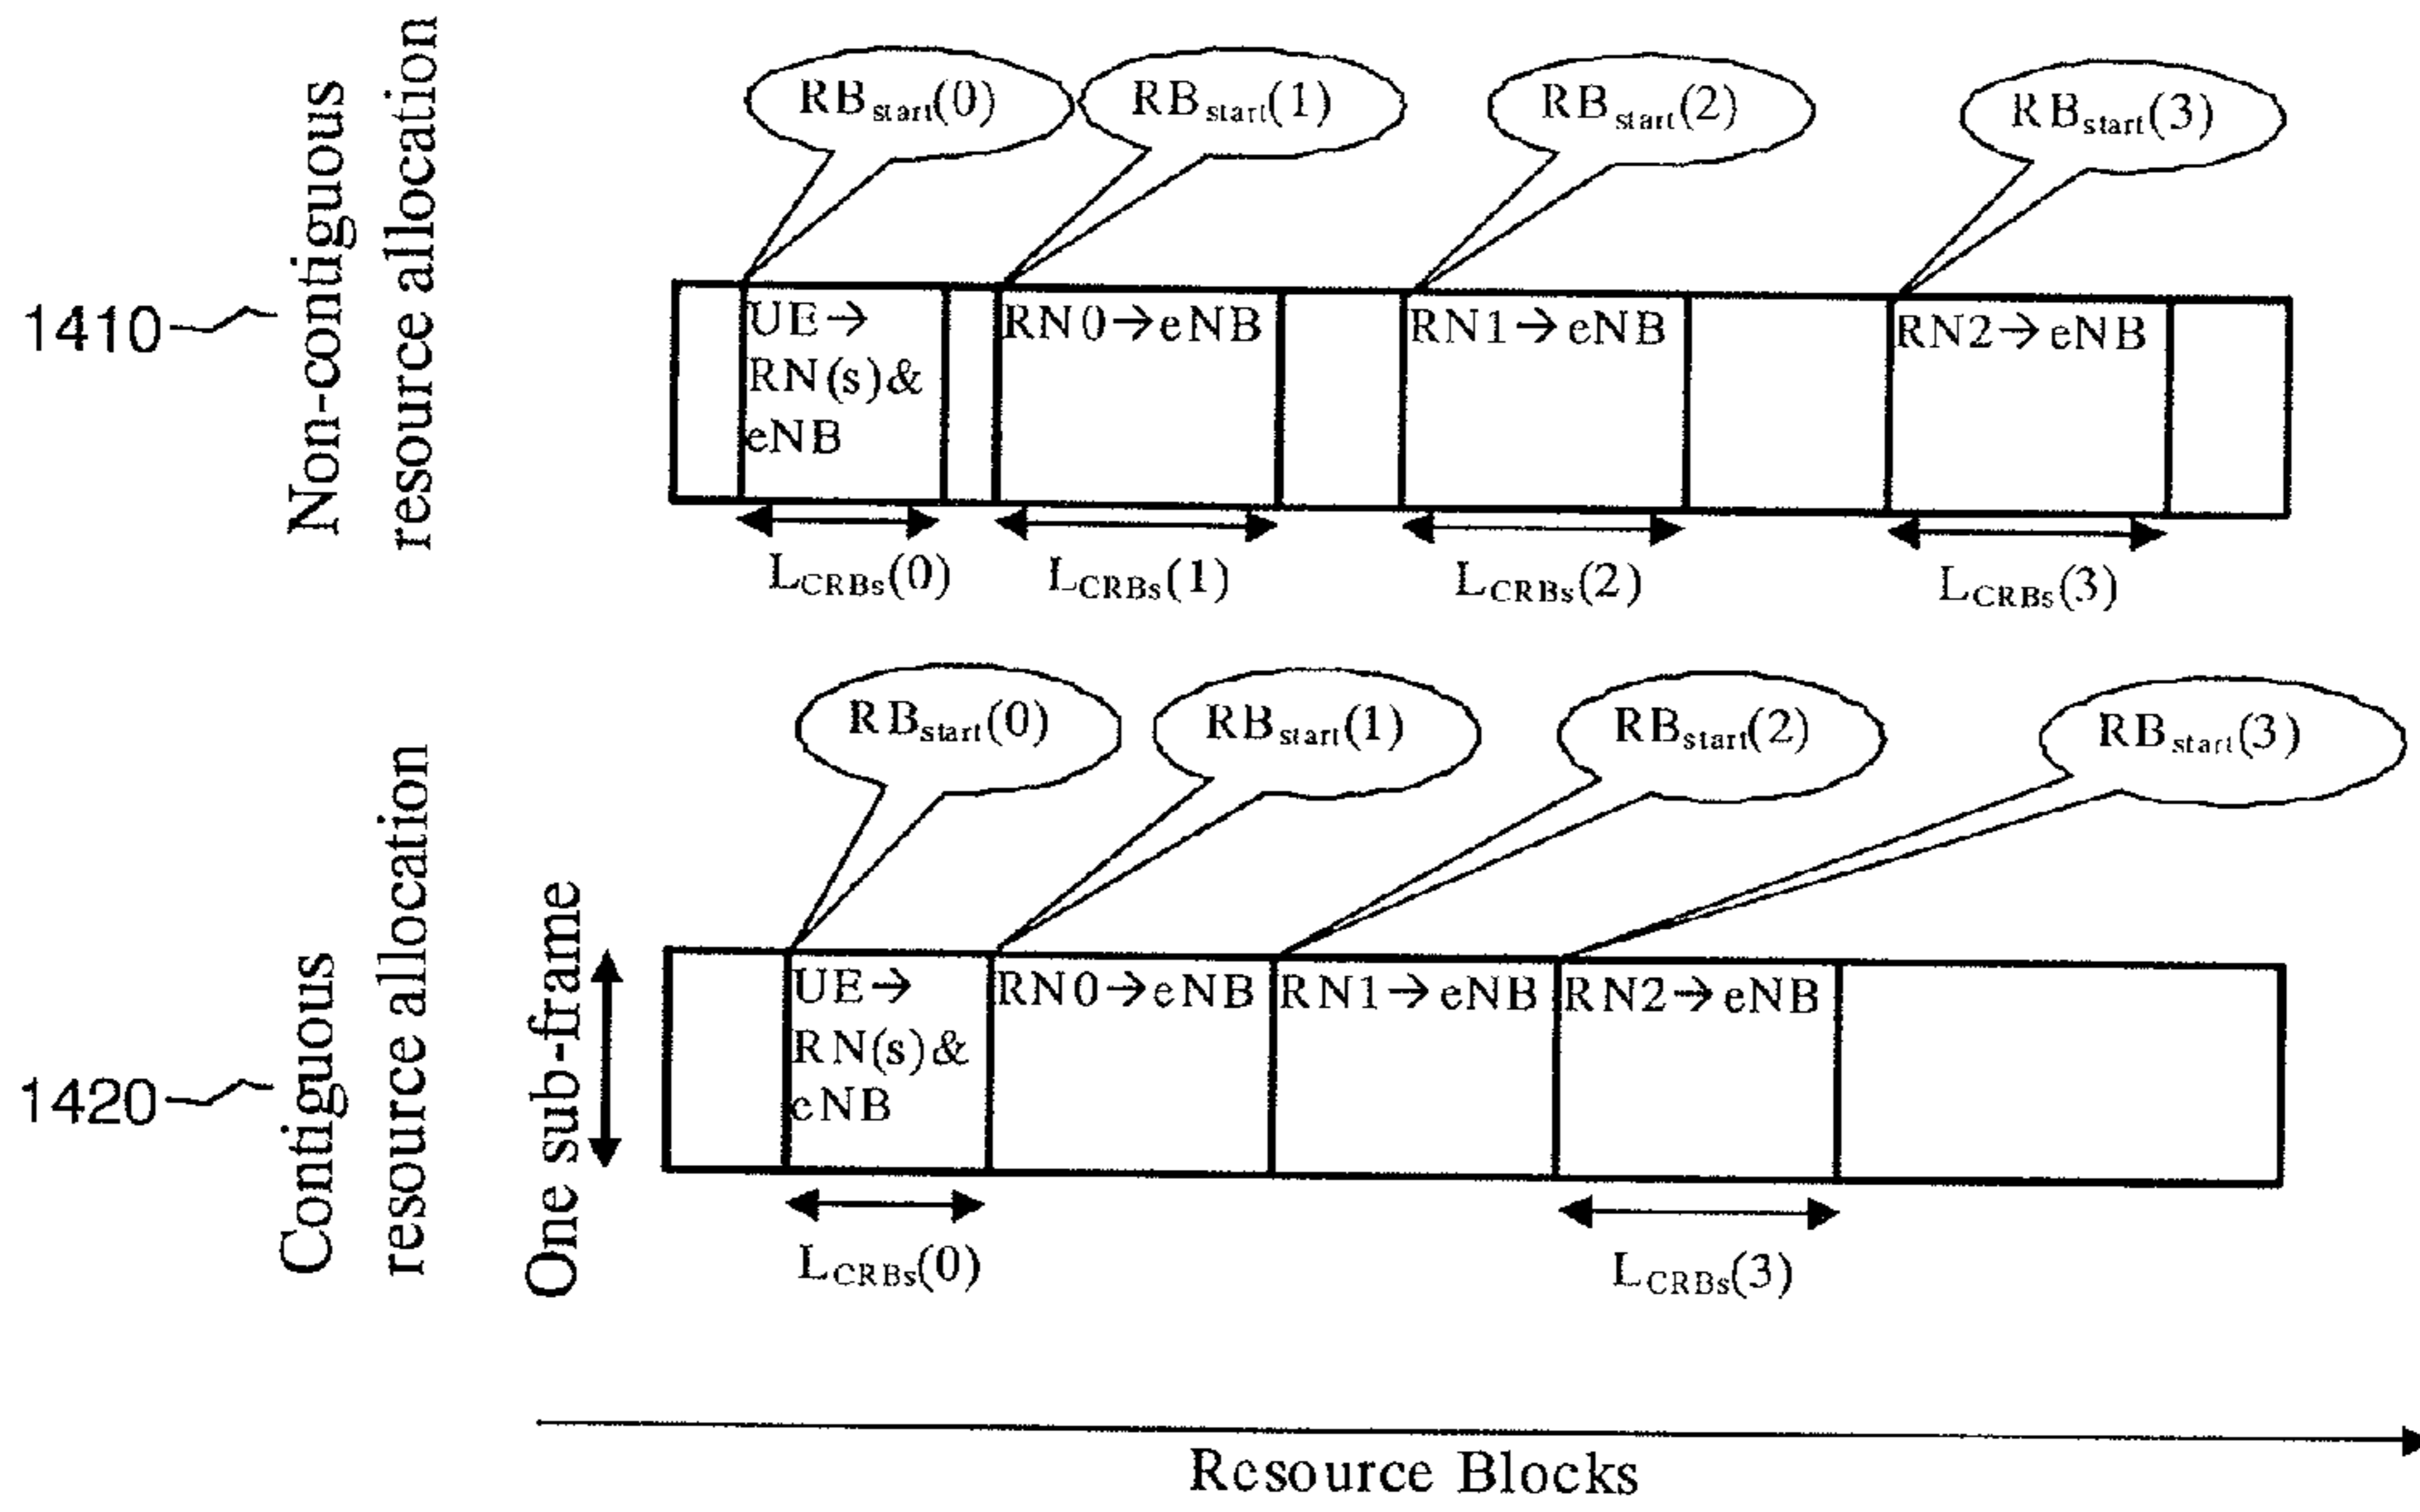 1410
Non-contiguous
resource allocation
RBstart(0)
RBstart(1)
RBstart(2)
RBstart(3)
UE→
RN(s)&
eNB
RN0→eNB
RN1→eNB
RN2→eNB
LCRBs(0)
LCRBs(1)
LCRBs(2)
LCRBs(3)
1420
Contiguous
resource allocation
One sub-frame
RBstart(0)
RBstart(1)
RBstart(2)
RBstart(3)
UE→
RN(s)&
eNB
RN0→eNB
RN1→eNB
RN2→eNB
LCRBs(0)
LCRBs(3)
Resource Blocks